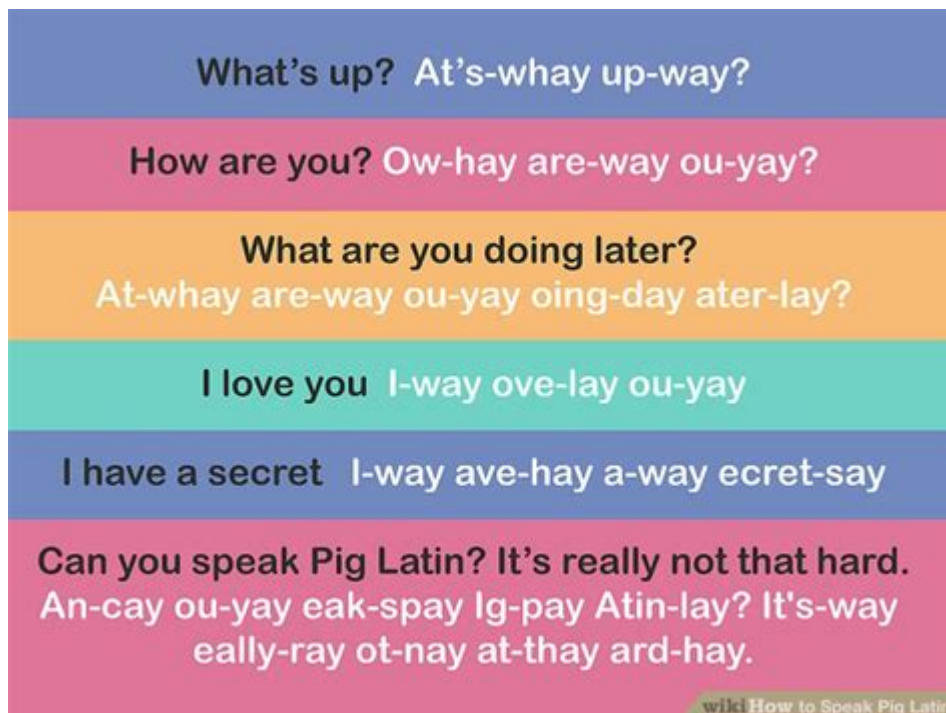 What’s up? At’s-whay up-way?
How are you? Ow-hay are-way ou-yay?
What are you doing later?
At-whay are-way ou-yay oing-day ater-lay?
I love you I-way ove-lay ou-yay
I have a secret I-way ave-hay a-way ecret-say
Can you speak Pig Latin? It’s really not that hard.
An-cay ou-yay eak-spay Ig-pay Atin-lay? It's-way
eally-ray ot-nay at-thay ard-hay.
wikiHow to Speak Pig Latin